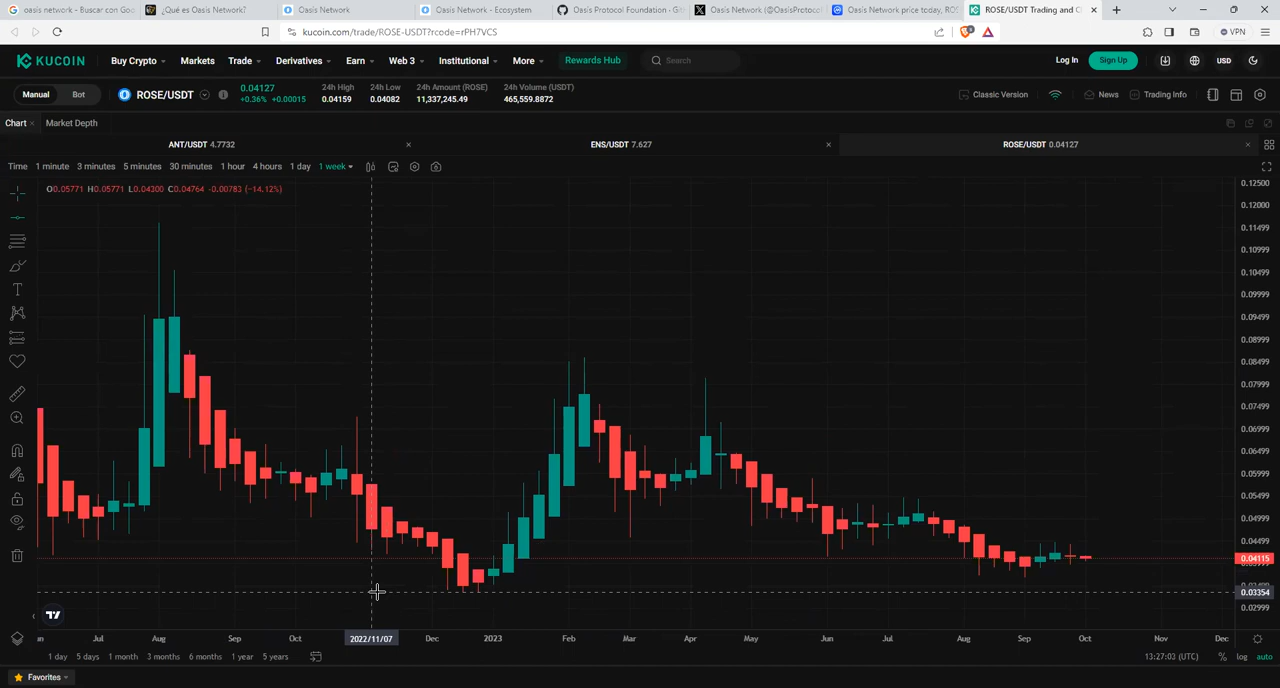 oasis network - Buscar con Goo
¿Qué es Oasis Network?
Oasis Network
Oasis Network - Ecosystem
Oasis Protocol Foundation · Git
Oasis Network (@OasisProtocol
Oasis Network price today, RO
ROSE/USDT Trading and C
kucoin.com/trade/ROSE-USDT?rcode=rPH7VCS
VPN
KUCOIN
Buy Crypto
Markets
Trade
Derivatives
Earn
Web 3
Institutional
More
Rewards Hub
Search
Log In
Sign Up
USD
Manual
Bot
ROSE/USDT
0.04127
+0.36% +0.00015
24h High
0.04159
24h Low
0.04082
24h Amount (ROSE)
11,337,245.49
24h Volume (USDT)
465,559.8872
Classic Version
News
Trading Info
Chart
Market Depth
ANT/USDT 4.7732
ENS/USDT 7.627
ROSE/USDT 0.04127
Time 1 minute 3 minutes 5 minutes 30 minutes 1 hour 4 hours 1 day 1 week
O0.05771 H0.05771 L0.04300 C0.04764 -0.00783 (-14.12%)
0.12500
0.12000
0.11499
0.10999
0.10499
0.09999
0.09499
0.08999
0.08499
0.07999
0.07499
0.06999
0.06499
0.05999
0.05499
0.04999
0.04499
0.04115
0.03354
0.02999
Jul
Aug
Sep
Oct
2022/11/07
Dec
2023
Feb
Mar
Apr
May
Jun
Jul
Aug
Sep
Oct
Nov
Dec
1 day 5 days 1 month 3 months 6 months 1 year 5 years
13:27:03 (UTC)
% log auto
Favorites